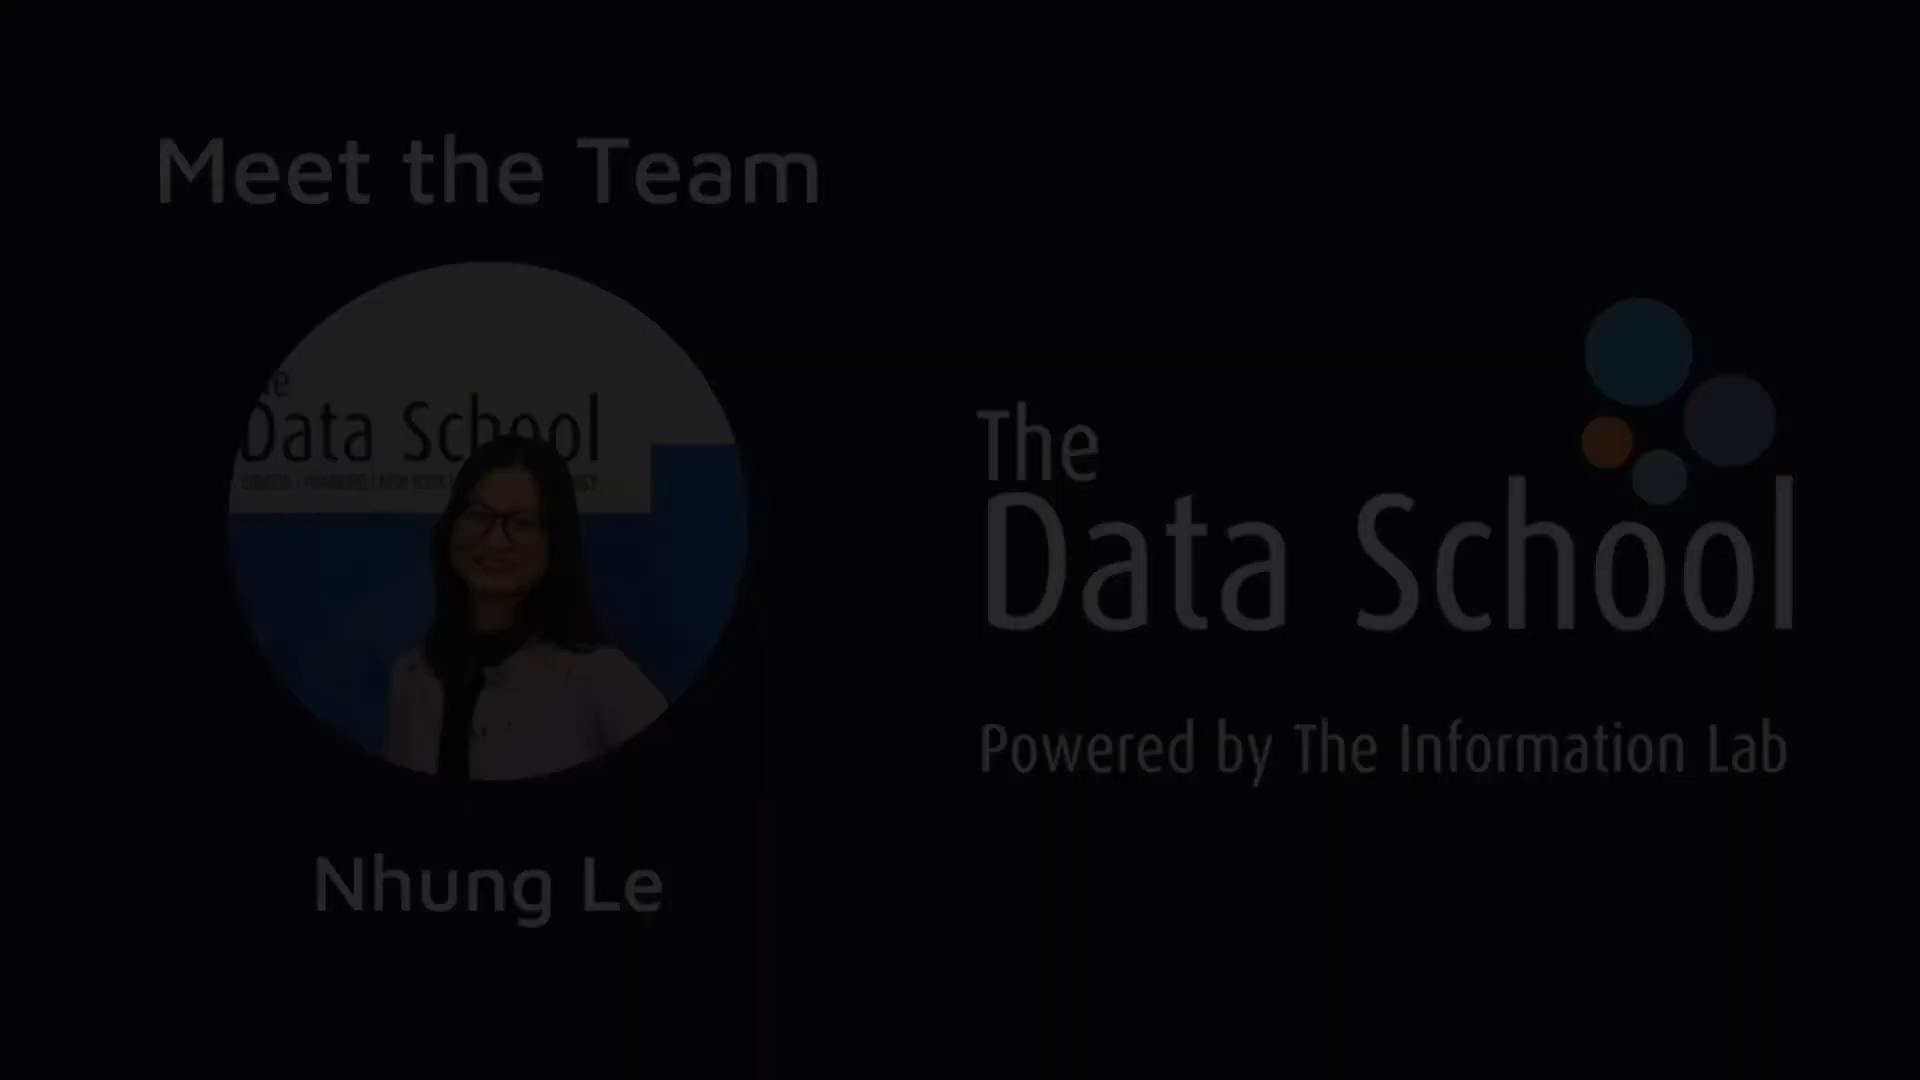 Meet the Team
Data School
Nhung Le
The
Data School
Powered by The Information Lab